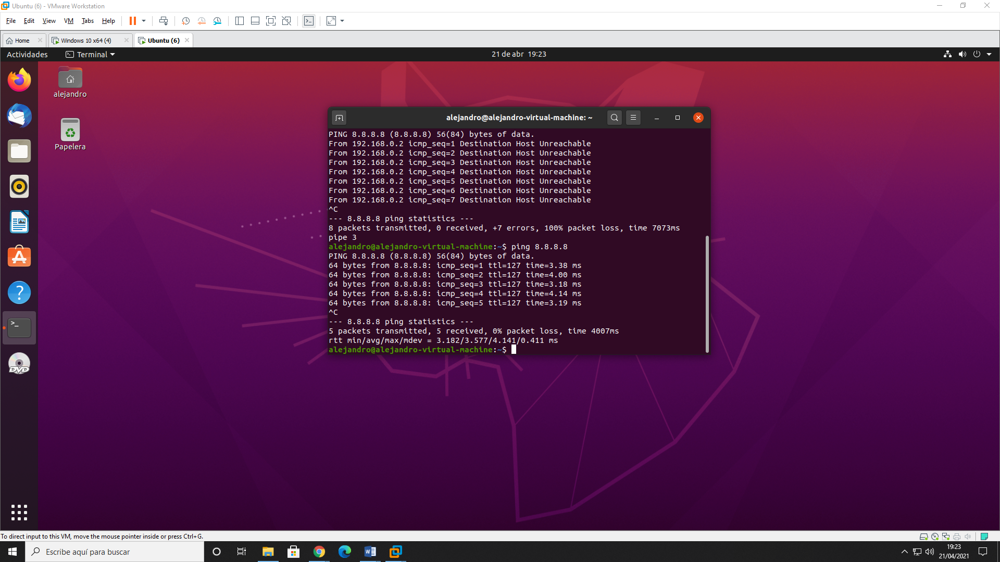 Ubuntu (6) - VMware Workstation
File Edit View VM Tabs Help
Home Windows 10 x64 (4) Ubuntu (6)
Actividades Terminal 21 de abr 19:23
alejandro
Papelera
alejandro@alejandro-virtual-machine: ~
PING 8.8.8.8 (8.8.8.8) 56(84) bytes of data.
From 192.168.0.2 icmp_seq=1 Destination Host Unreachable
From 192.168.0.2 icmp_seq=2 Destination Host Unreachable
From 192.168.0.2 icmp_seq=3 Destination Host Unreachable
From 192.168.0.2 icmp_seq=4 Destination Host Unreachable
From 192.168.0.2 icmp_seq=5 Destination Host Unreachable
From 192.168.0.2 icmp_seq=6 Destination Host Unreachable
From 192.168.0.2 icmp_seq=7 Destination Host Unreachable
^C
--- 8.8.8.8 ping statistics ---
8 packets transmitted, 0 received, +7 errors, 100% packet loss, time 7073ms
pipe 3
alejandro@alejandro-virtual-machine:~$ ping 8.8.8.8
PING 8.8.8.8 (8.8.8.8) 56(84) bytes of data.
64 bytes from 8.8.8.8: icmp_seq=1 ttl=127 time=3.38 ms
64 bytes from 8.8.8.8: icmp_seq=2 ttl=127 time=4.00 ms
64 bytes from 8.8.8.8: icmp_seq=3 ttl=127 time=3.18 ms
64 bytes from 8.8.8.8: icmp_seq=4 ttl=127 time=4.14 ms
64 bytes from 8.8.8.8: icmp_seq=5 ttl=127 time=3.19 ms
^C
--- 8.8.8.8 ping statistics ---
5 packets transmitted, 5 received, 0% packet loss, time 4007ms
rtt min/avg/max/mdev = 3.182/3.577/4.141/0.411 ms
alejandro@alejandro-virtual-machine:~$
DVD
To direct input to this VM, move the mouse pointer inside or press Ctrl+G.
Escribe aquí para buscar
19:23
21/04/2021